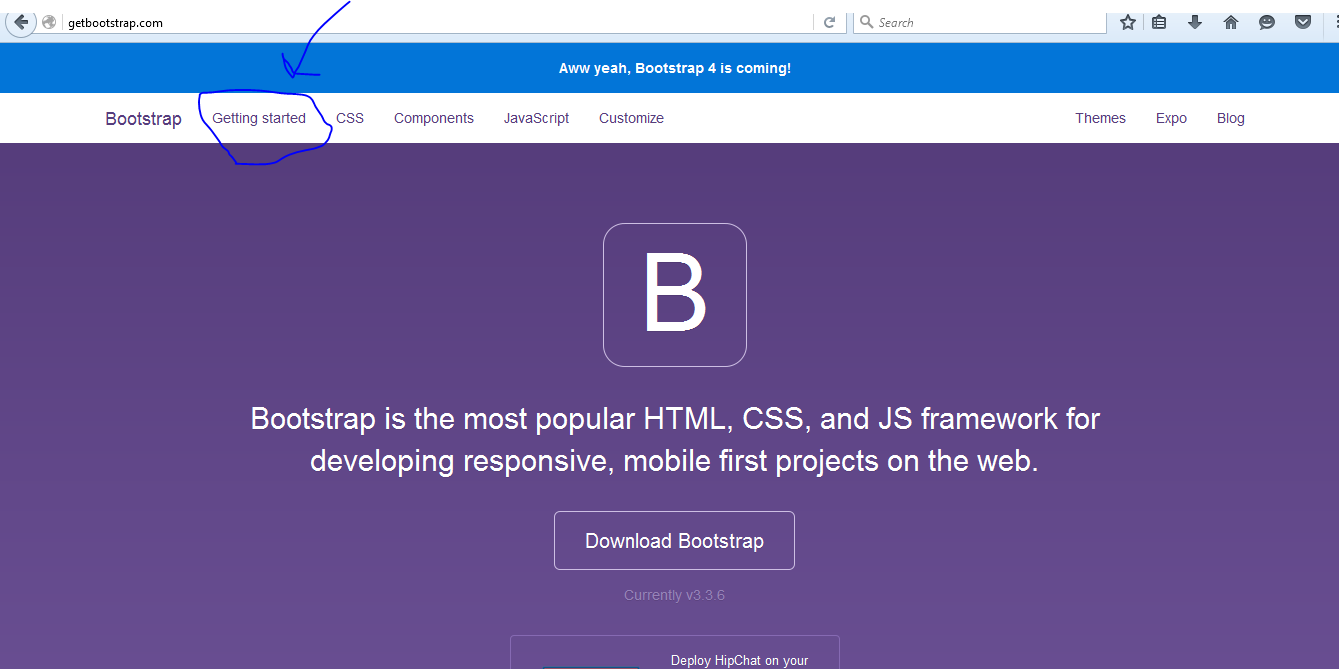 getbootstrap.com
Search
Aww yeah, Bootstrap 4 is coming!
Bootstrap Getting started CSS Components JavaScript Customize Themes Expo Blog
B
Bootstrap is the most popular HTML, CSS, and JS framework for
developing responsive, mobile first projects on the web.
Download Bootstrap
Currently v3.3.6
Deploy HipChat on your